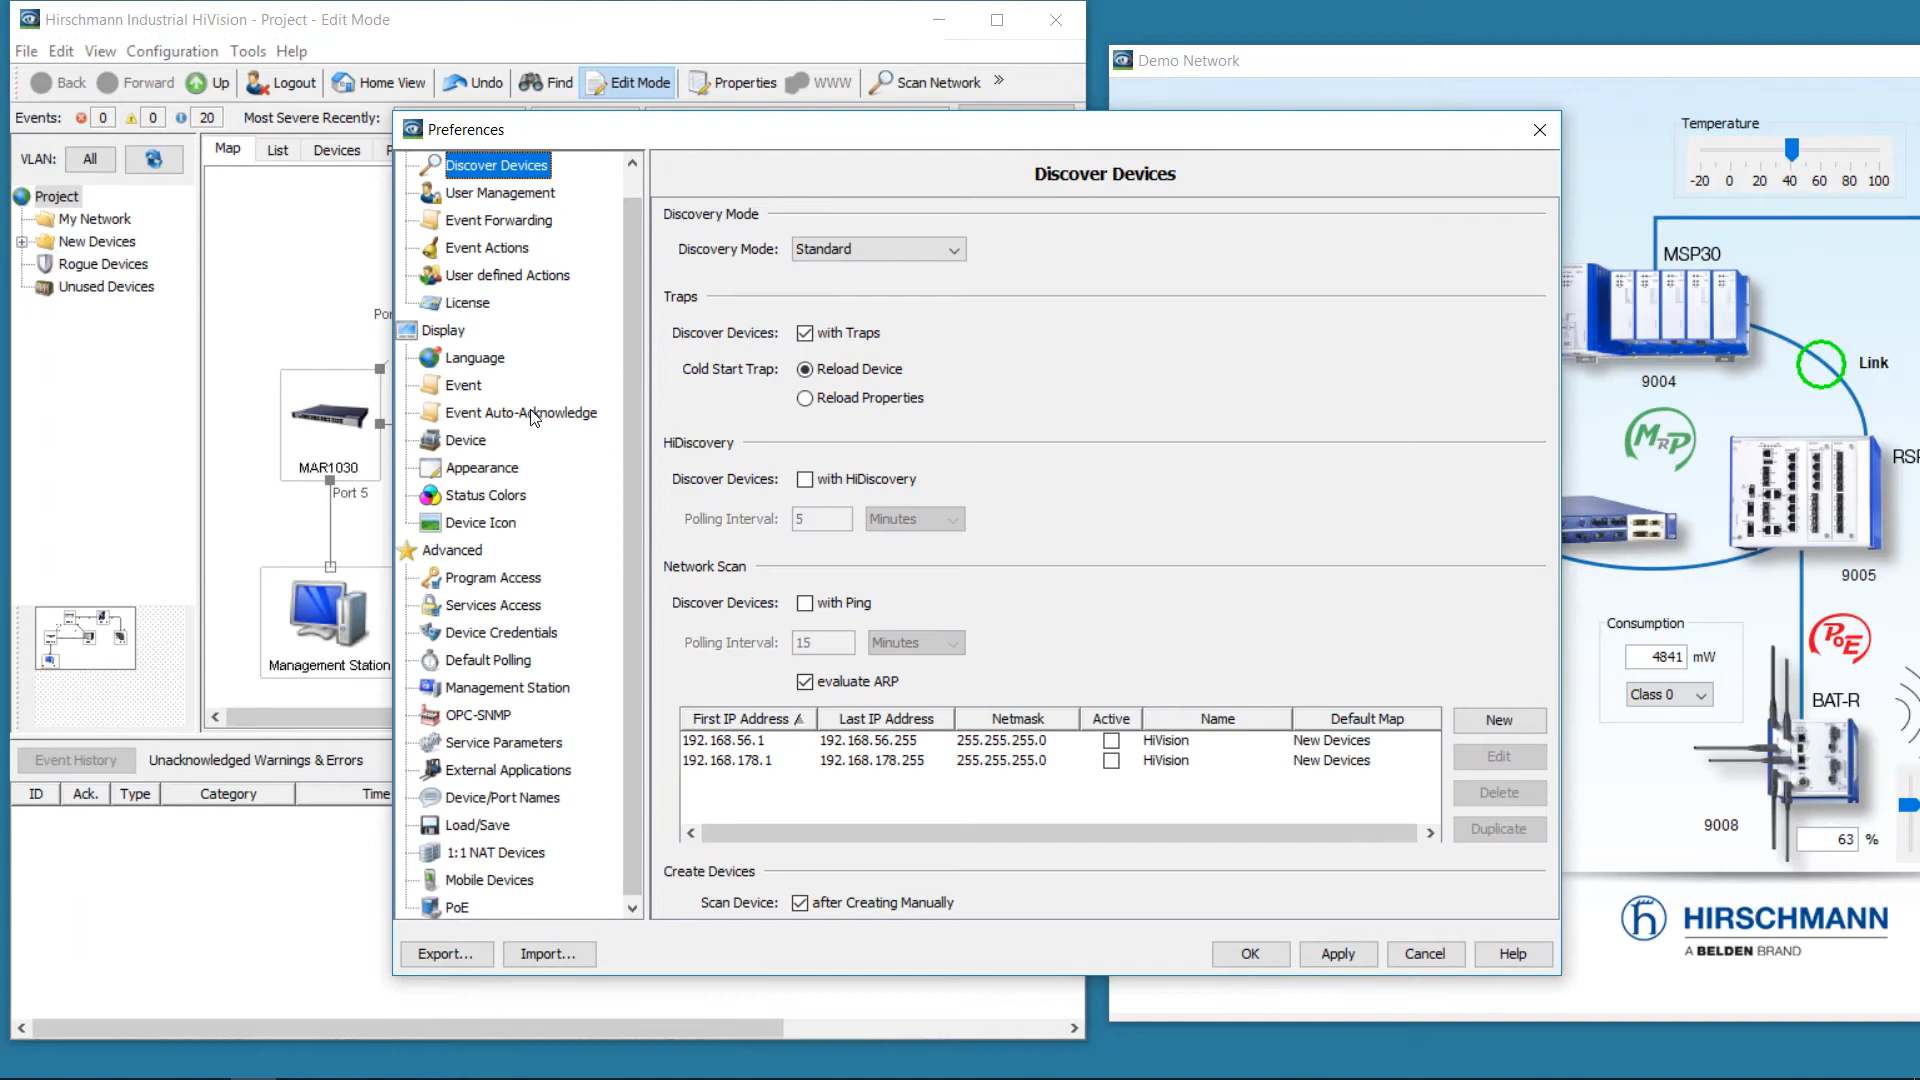 Hirschmann Industrial HiVision - Project - Edit Mode
File Edit View Configuration Tools Help
Back Forward Up Logout Home View Undo Find Edit Mode Properties WWW Scan Network »
Events: 0 0 20 Most Severe Recently:
VLAN: All
Map List Devices
Project
My Network
New Devices
Rogue Devices
Unused Devices
MAR1030
Port 5
Management Station
Event History Unacknowledged Warnings & Errors
ID Ack. Type Category Time
Preferences
Discover Devices
User Management
Event Forwarding
Event Actions
User defined Actions
License
Display
Language
Event
Event Auto-Acknowledge
Device
Appearance
Status Colors
Device Icon
Advanced
Program Access
Services Access
Device Credentials
Default Polling
Management Station
OPC-SNMP
Service Parameters
External Applications
Device/Port Names
Load/Save
1:1 NAT Devices
Mobile Devices
PoE
Discover Devices
Discovery Mode
Discovery Mode: Standard
Traps
Discover Devices: with Traps
Cold Start Trap: Reload Device
Reload Properties
HiDiscovery
Discover Devices: with HiDiscovery
Polling Interval: 5 Minutes
Network Scan
Discover Devices: with Ping
Polling Interval: 15 Minutes
evaluate ARP
First IP Address Last IP Address Netmask Active Name Default Map
192.168.56.1 192.168.56.255 255.255.255.0 HiVision New Devices
192.168.178.1 192.168.178.255 255.255.255.0 HiVision New Devices
New
Edit
Delete
Duplicate
Create Devices
Scan Device: after Creating Manually
Export... Import... OK Apply Cancel Help
Demo Network
Temperature
-20 0 20 40 60 80 100
MSP30
9004
Link
MRP
9005
Consumption
4841 mW
Class 0
PoE
BAT-R
9008
63 %
HIRSCHMANN
A BELDEN BRAND